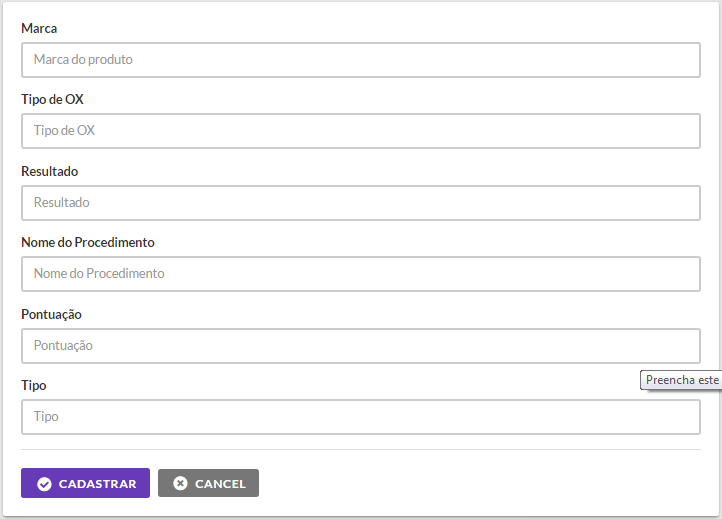 Marca
Marca do produto
Tipo de OX
Tipo de OX
Resultado
Resultado
Nome do Procedimento
Nome do Procedimento
Pontuação
Pontuação
Preencha este
Tipo
Tipo
CADASTRAR
CANCEL